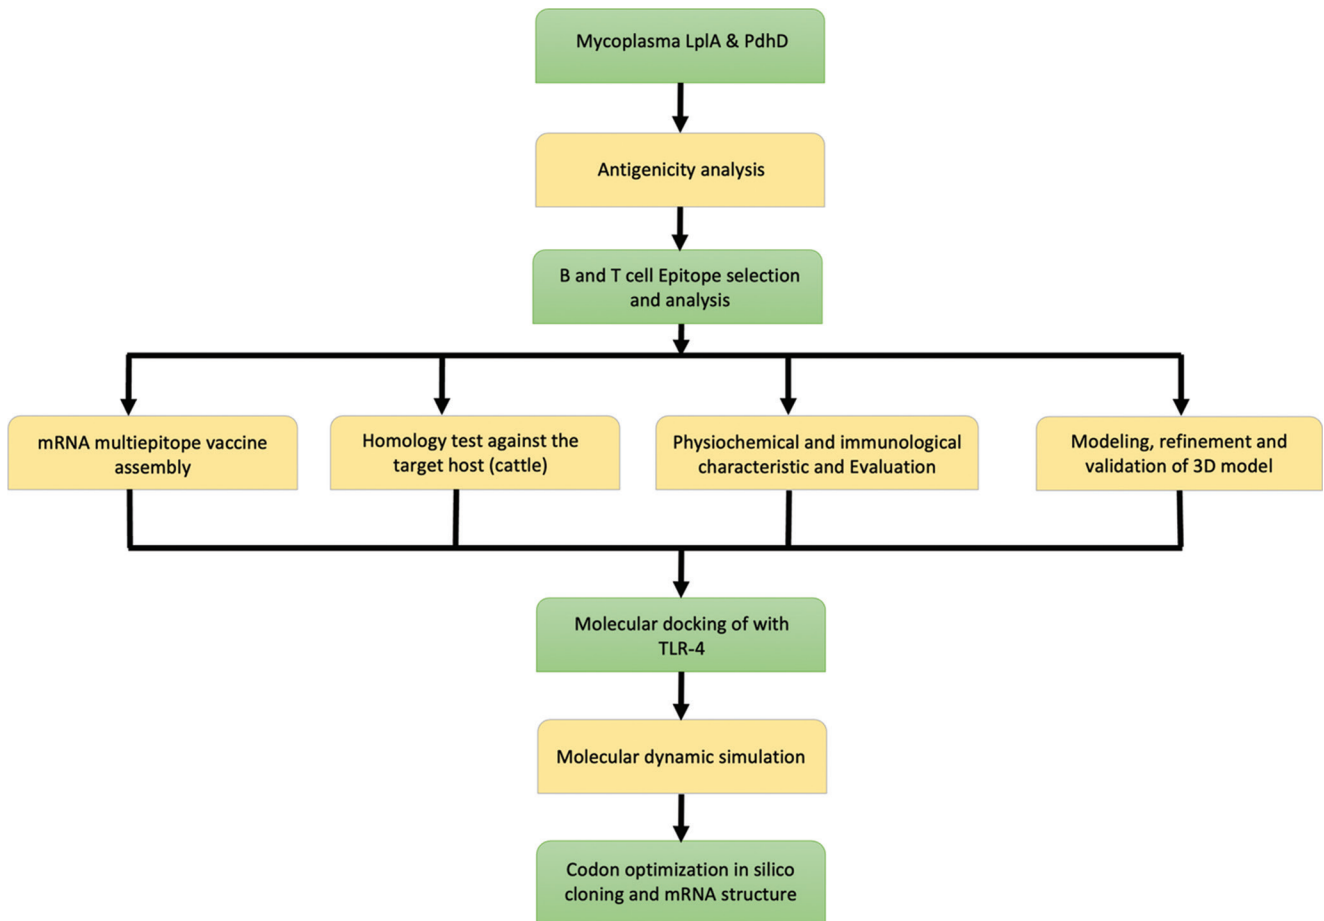 Mycoplasma LplA & PdhD
Antigenicity analysis
B and T cell Epitope selection
and analysis
mRNA multiepitope vaccine
assembly
Homology test against the
target host (cattle)
Physiochemical and immunological
characteristic and Evaluation
Modeling, refinement and
validation of 3D model
Molecular docking of with
TLR-4
Molecular dynamic simulation
Codon optimization in silico
cloning and mRNA structure